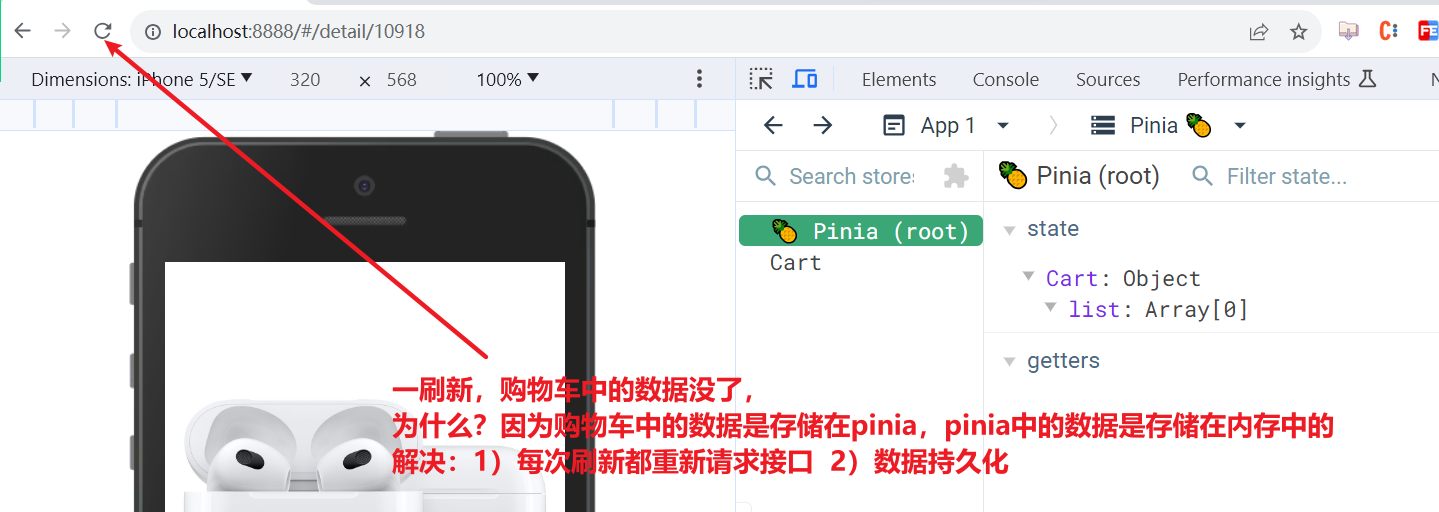 localhost:8888/#/detail/10918
Dimensions: iPhone 5/SE ▼ 320 × 568 100% ▼
Elements Console Sources Performance insights
App 1 Pinia 🍍
Search stores Pinia (root) Filter state...
🍍 Pinia (root)
Cart
state
Cart: Object
list: Array[0]
getters
一刷新，购物车中的数据没了，
为什么？因为购物车中的数据是存储在pinia，pinia中的数据是存储在内存中的
解决：1）每次刷新都重新请求接口 2）数据持久化